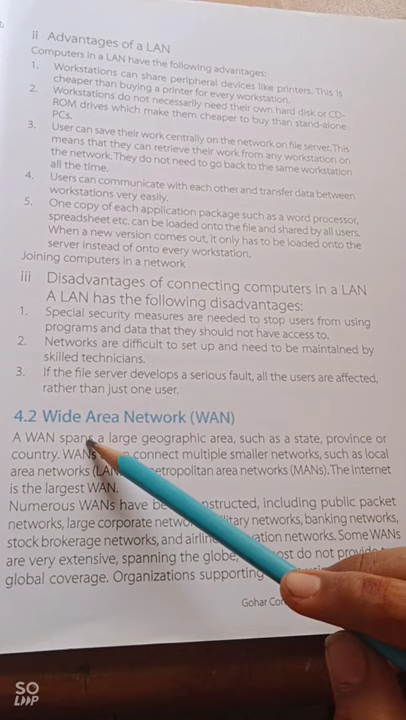 ii Advantages of a LAN
Computers in a LAN have the following advantages:
1. Workstations can share peripheral devices like printers. This is
cheaper than buying a printer for every workstation.
2. Workstations do not necessarily need their own hard disk or CD-
ROM drives which make them cheaper to buy than stand-alone
PCs.
3. User can save their work centrally on the network on file server. This
means that they can retrieve their work from any workstation on
the network. They do not need to go back to the same workstation
all the time.
4. Users can communicate with each other and transfer data between
workstations very easily.
5. One copy of each application package such as a word processor,
spreadsheet etc. can be loaded onto the file and shared by all users.
When a new version comes out, it only has to be loaded onto the
server instead of onto every workstation.
Joining computers in a network
iii Disadvantages of connecting computers in a LAN
A LAN has the following disadvantages:
1. Special security measures are needed to stop users from using
programs and data that they should not have access to.
2. Networks are difficult to set up and need to be maintained by
skilled technicians.
3. If the file server develops a serious fault, all the users are affected,
rather than just one user.
4.2 Wide Area Network (WAN)
A WAN spans a large geographic area, such as a state, province or
country. WANs connect multiple smaller networks, such as local
area networks (LAN metropolitan area networks (MANs). The Internet
is the largest WAN.
Numerous WANs have be constructed, including public packet
networks, large corporate netwo military networks, banking networks,
stock brokerage networks, and airlin networks. Some WANs
are very extensive, spanning the globe, most do not provide
global coverage. Organizations supporting
Gohar
SO
LOOP